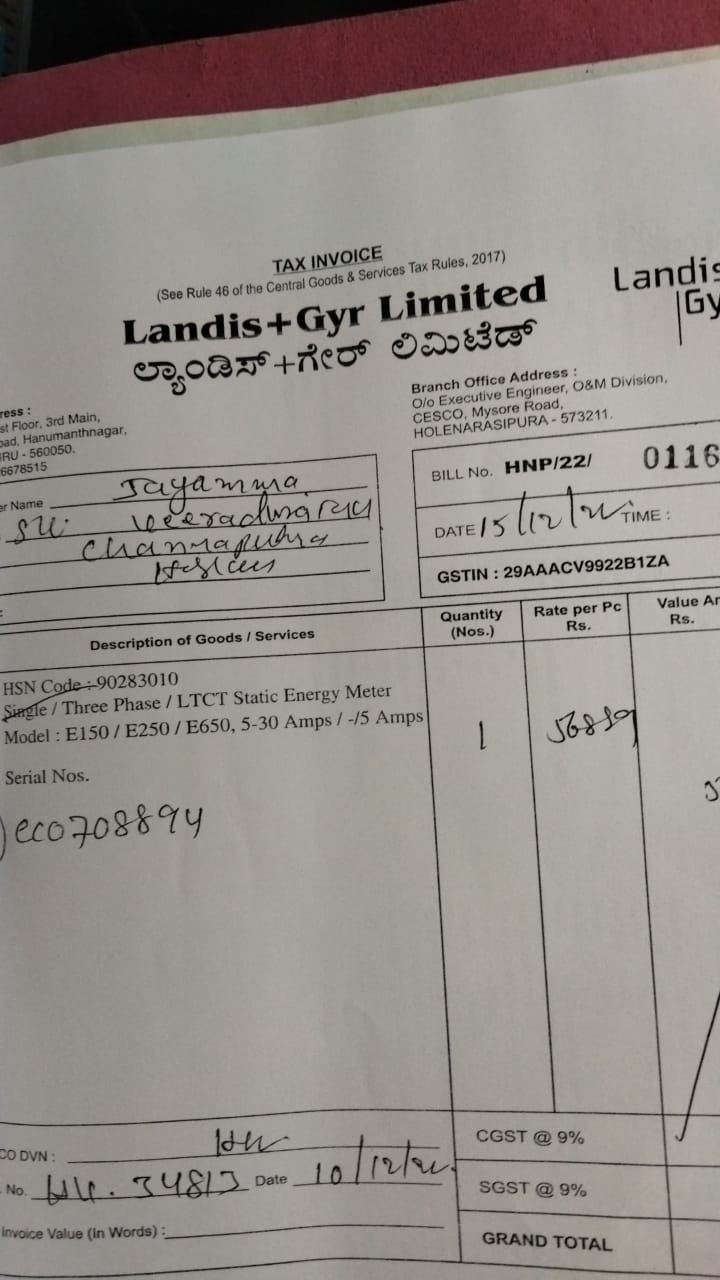 TAX INVOICE
(See Rule 46 of the Central Goods & Services Tax Rules, 2017)
Landis+Gyr Limited
ಲ್ಯಾಂಡಿಸ್+ಗೇರ್ ಲಿಮಿಟೆಡ್
Landis
Gy
ress :
st Floor, 3rd Main,
oad, Hanumanthnagar,
RU - 560050.
6678515
Branch Office Address :
O/o Executive Engineer, O&M Division,
CESCO, Mysore Road,
HOLENARASIPURA - 573211.
er Name Jayamma
BILL No. HNP/22/ 0116
DATE 15/12/ TIME :
GSTIN : 29AAACV9922B1ZA
Description of Goods / Services
Quantity
(Nos.)
Rate per Pc
Rs.
Value Am
Rs.
HSN Code :-90283010
Single / Three Phase / LTCT Static Energy Meter
Model : E150 / E250 / E650, 5-30 Amps / -/5 Amps
1
Serial Nos.
eco708894
CO DVN :
No. 34813 Date 10/12/
Invoice Value (In Words) :
CGST @ 9%
SGST @ 9%
GRAND TOTAL